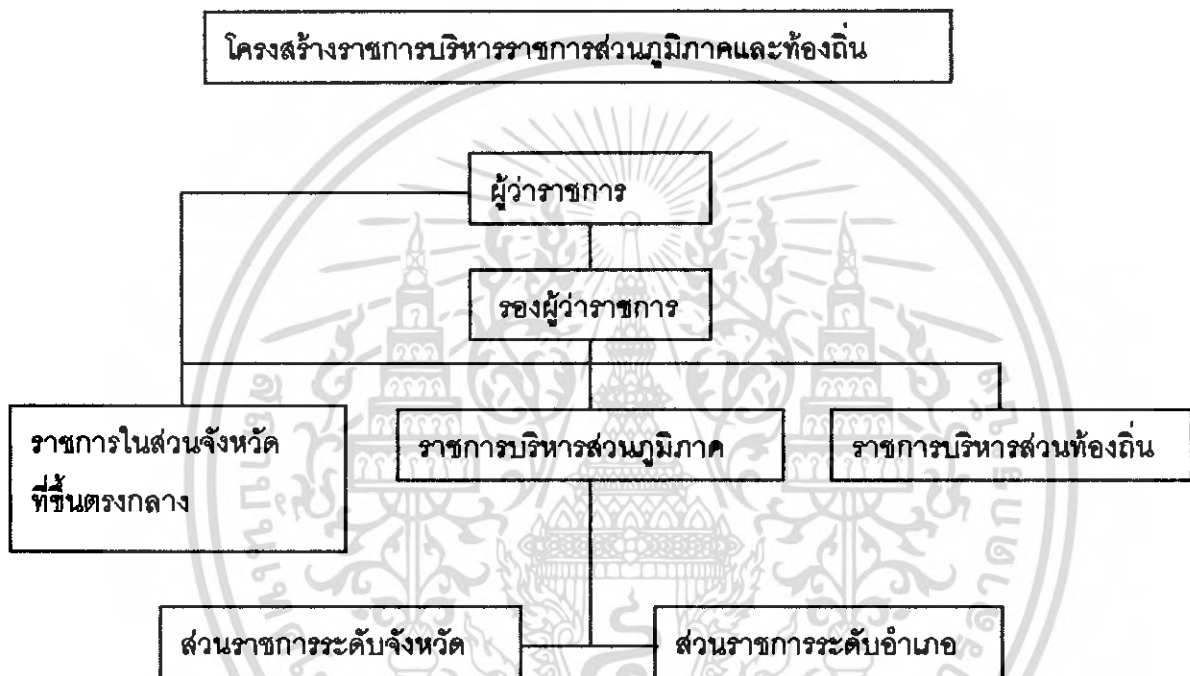 โครงสร้างราชการบริหารราชการส่วนภูมิภาคและท้องถิ่น
ผู้ว่าราชการ
รองผู้ว่าราชการ
ราชการในส่วนจังหวัด
ที่ขึ้นตรงกลาง
ราชการบริหารส่วนภูมิภาค
ราชการบริหารส่วนท้องถิ่น
ส่วนราชการระดับจังหวัด
ส่วนราชการระดับอำเภอ